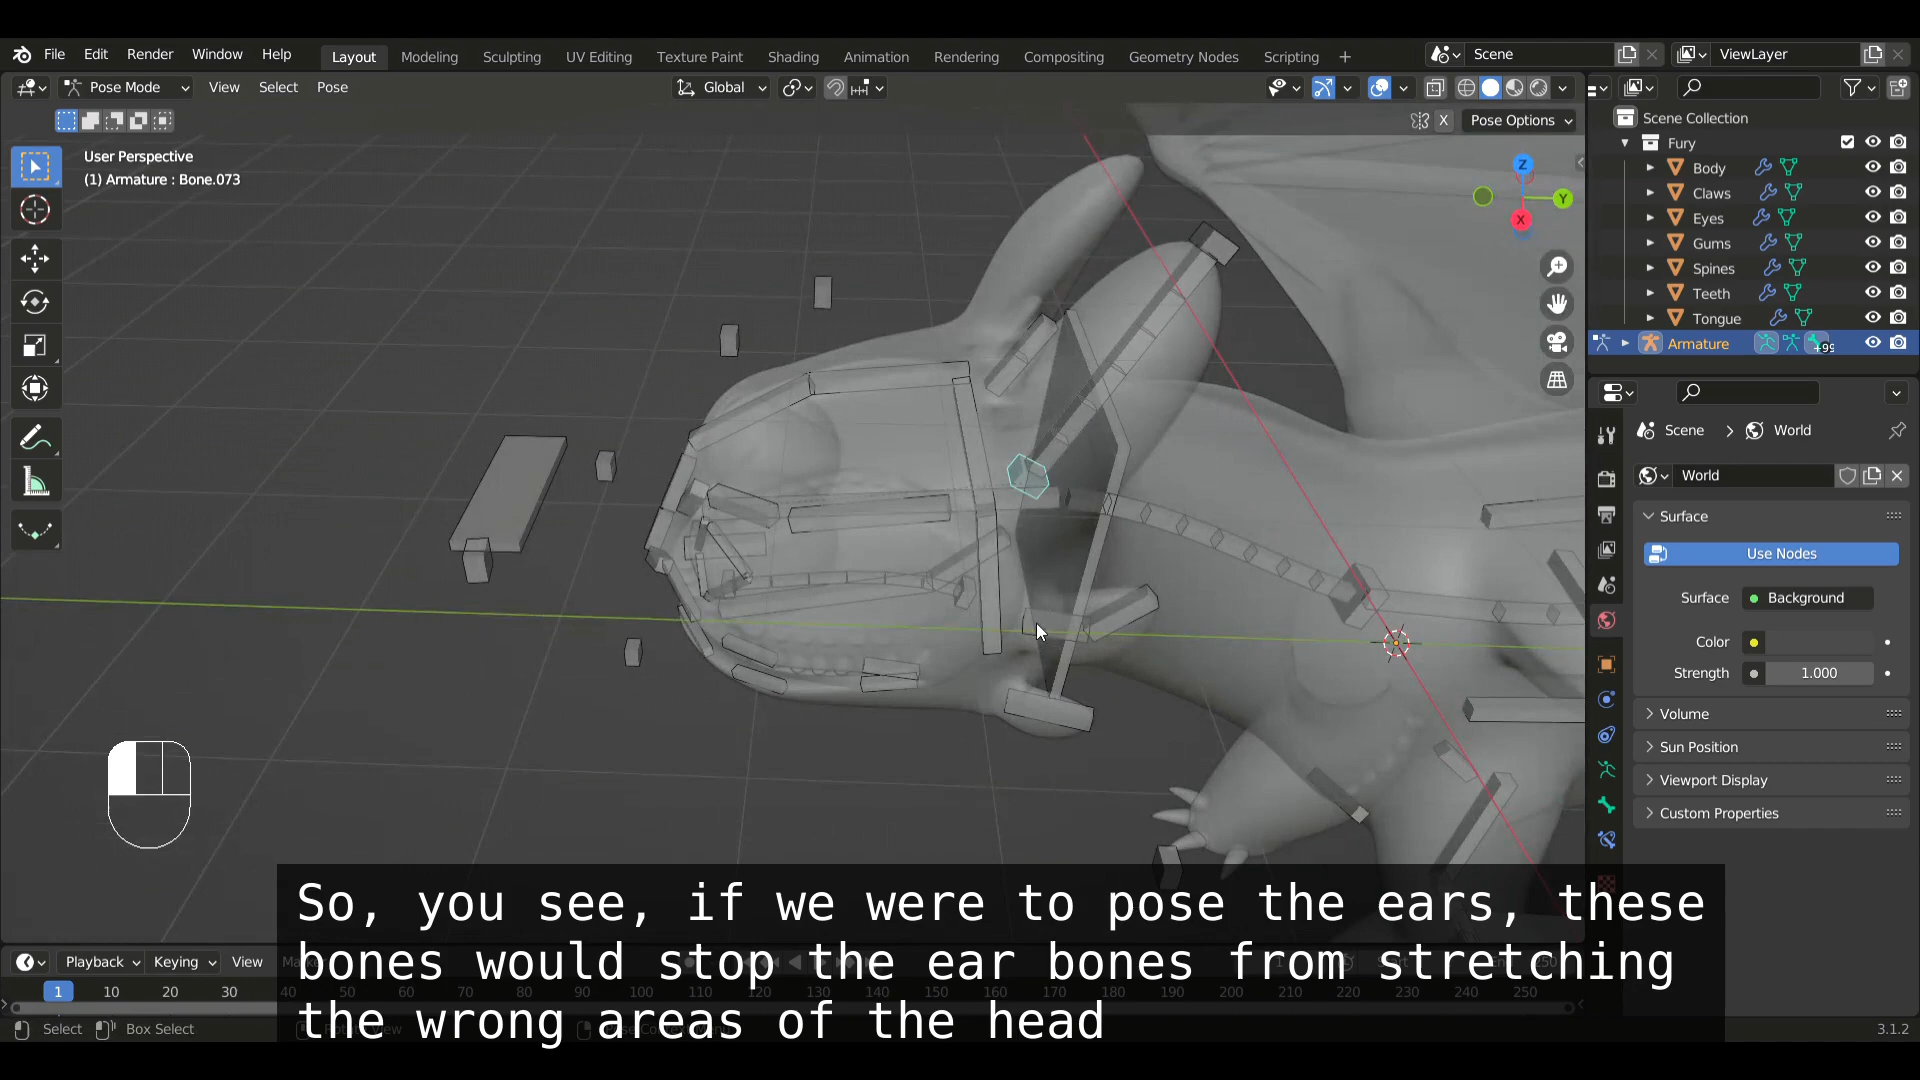 File Edit Render Window Help Layout Modeling Sculpting UV Editing Texture Paint Shading Animation Rendering Compositing Geometry Nodes Scripting + Scene ViewLayer
Pose Mode View Select Pose Global
X Pose Options
User Perspective
(1) Armature : Bone.073
Z
Y
X
Scene Collection
Fury
Body
Claws
Eyes
Gums
Spines
Teeth
Tongue
Armature +99
Scene > World
World
Surface
Use Nodes
Surface Background
Color
Strength 1.000
Volume
Sun Position
Viewport Display
Custom Properties
So, you see, if we were to pose the ears, these
bones would stop the ear bones from stretching
the wrong areas of the head
Playback Keying View
1 10 20 30 40 50 60 70 80 90 100 110 120 130 140 150 160 170 180 190 200 210 220 230 240 250
Select Box Select
3.1.2